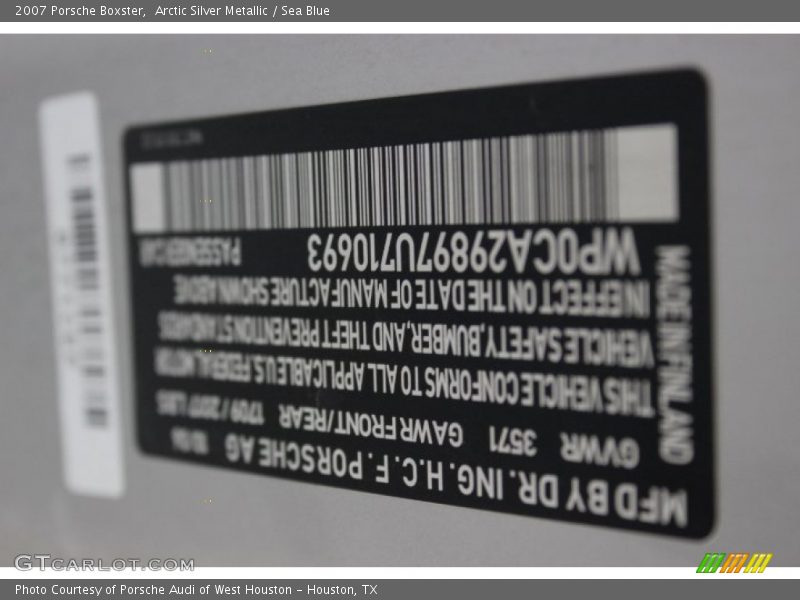 2007 Porsche Boxster,  Arctic Silver Metallic / Sea Blue
MFD BY DR. ING. H.C. F. PORSCHE AG
GVWR 3571 GAWR FRONT/REAR 1709 / 2017 LBS
THIS VEHICLE CONFORMS TO ALL APPLICABLE U.S. FEDERAL MOTOR
VEHICLE SAFETY, BUMBER, AND THEFT PREVENTION STANDARDS
IN EFFECT ON THE DATE OF MANUFACTURE SHOWN ABOVE
WP0CA29897U710693 PASSENGER CAR
MADE IN FINLAND
GTCARLOT.COM
Photo Courtesy of Porsche Audi of West Houston - Houston, TX